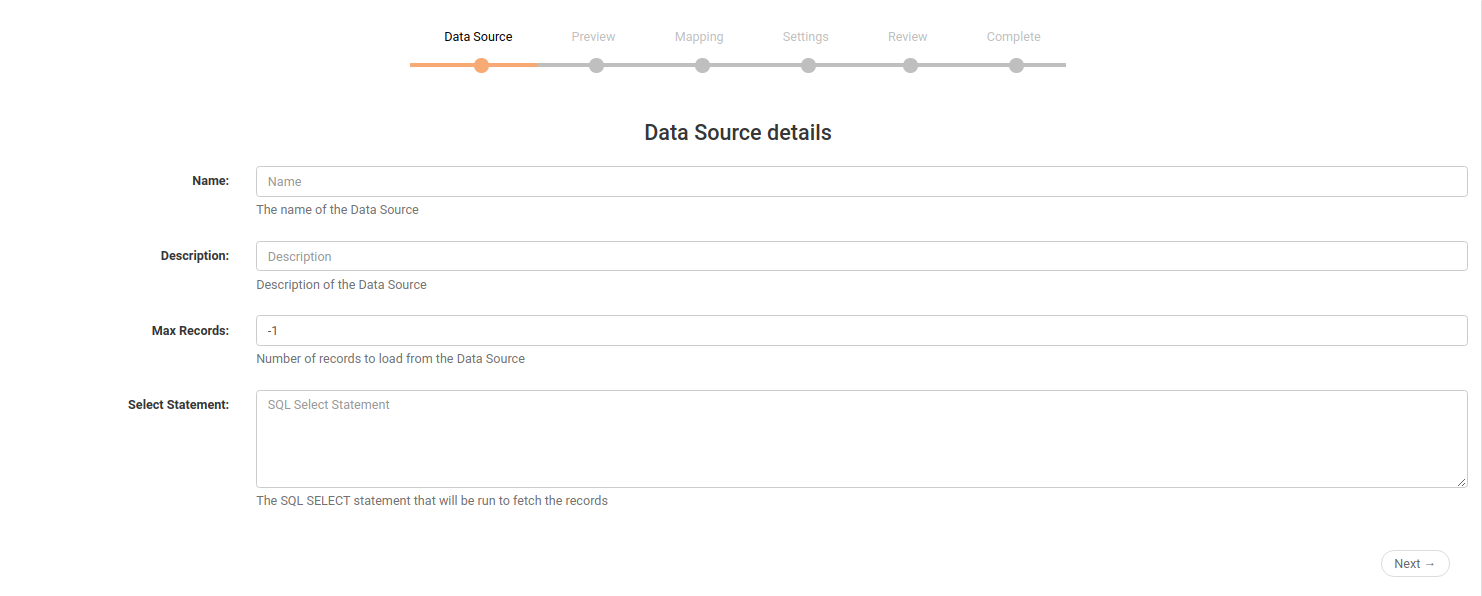 Data Source Preview Mapping Settings Review Complete
Data Source details
Name: Name
The name of the Data Source
Description: Description
Description of the Data Source
Max Records: -1
Number of records to load from the Data Source
Select Statement: SQL Select Statement
The SQL SELECT statement that will be run to fetch the records
Next →